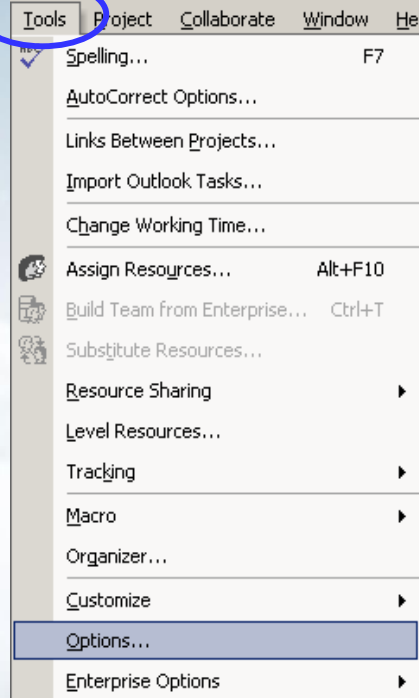 Tools Project Collaborate Window He
Spelling... F7
AutoCorrect Options...
Links Between Projects...
Import Outlook Tasks...
Change Working Time...
Assign Resources... Alt+F10
Build Team from Enterprise... Ctrl+T
Substitute Resources...
Resource Sharing
Level Resources...
Tracking
Macro
Organizer...
Customize
Options...
Enterprise Options